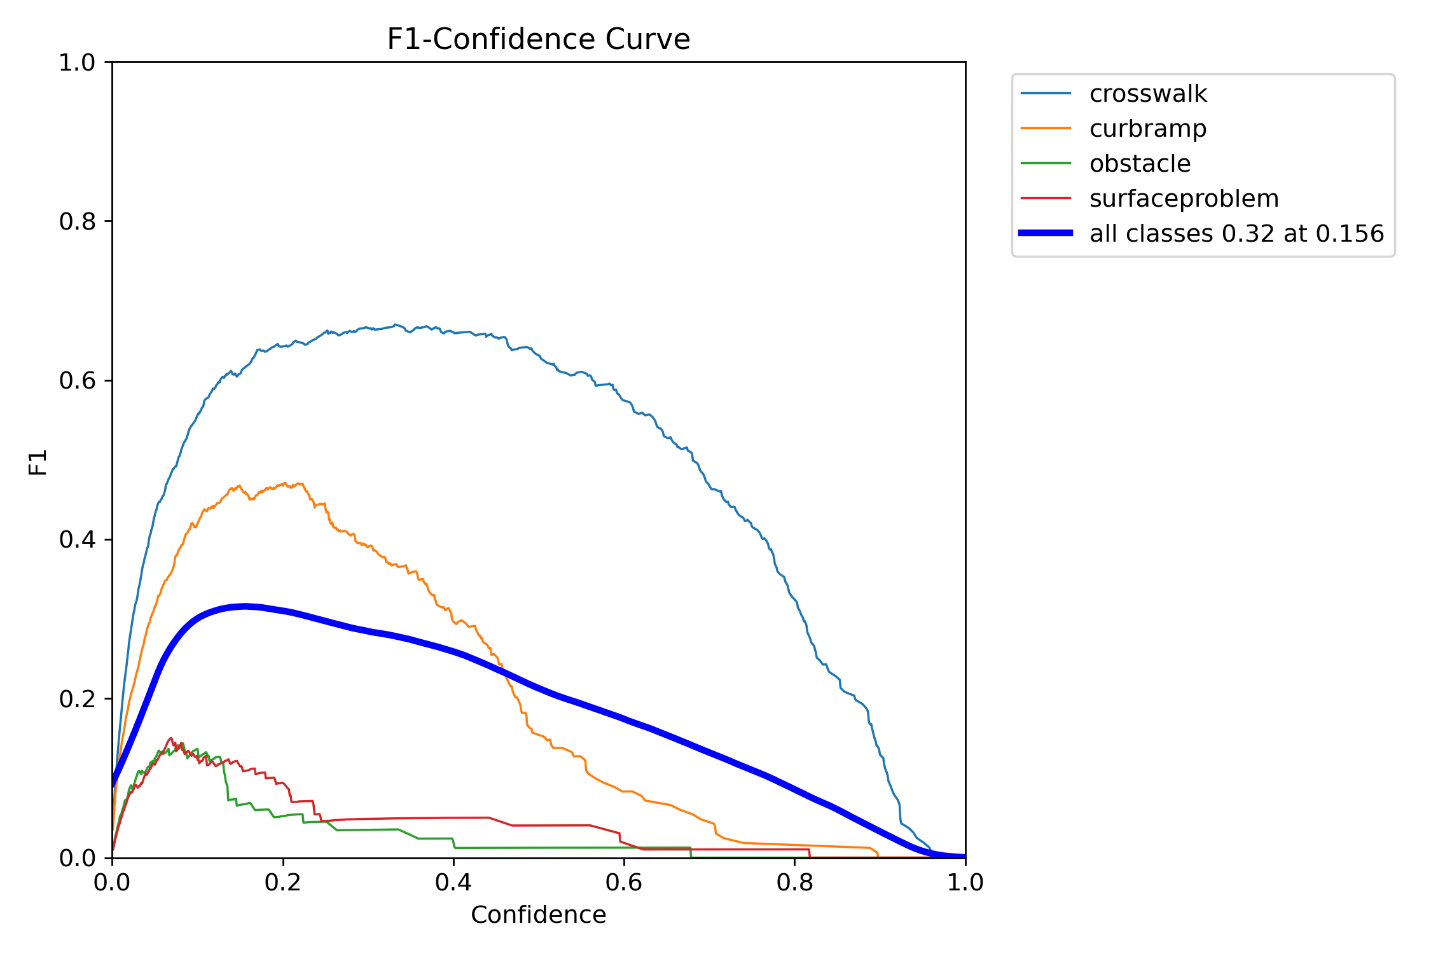 F1-Confidence Curve
1.0
0.8
0.6
0.4
0.2
0.0
F1
0.0 0.2 0.4 0.6 0.8 1.0
Confidence
crosswalk
curbramp
obstacle
surfaceproblem
all classes 0.32 at 0.156